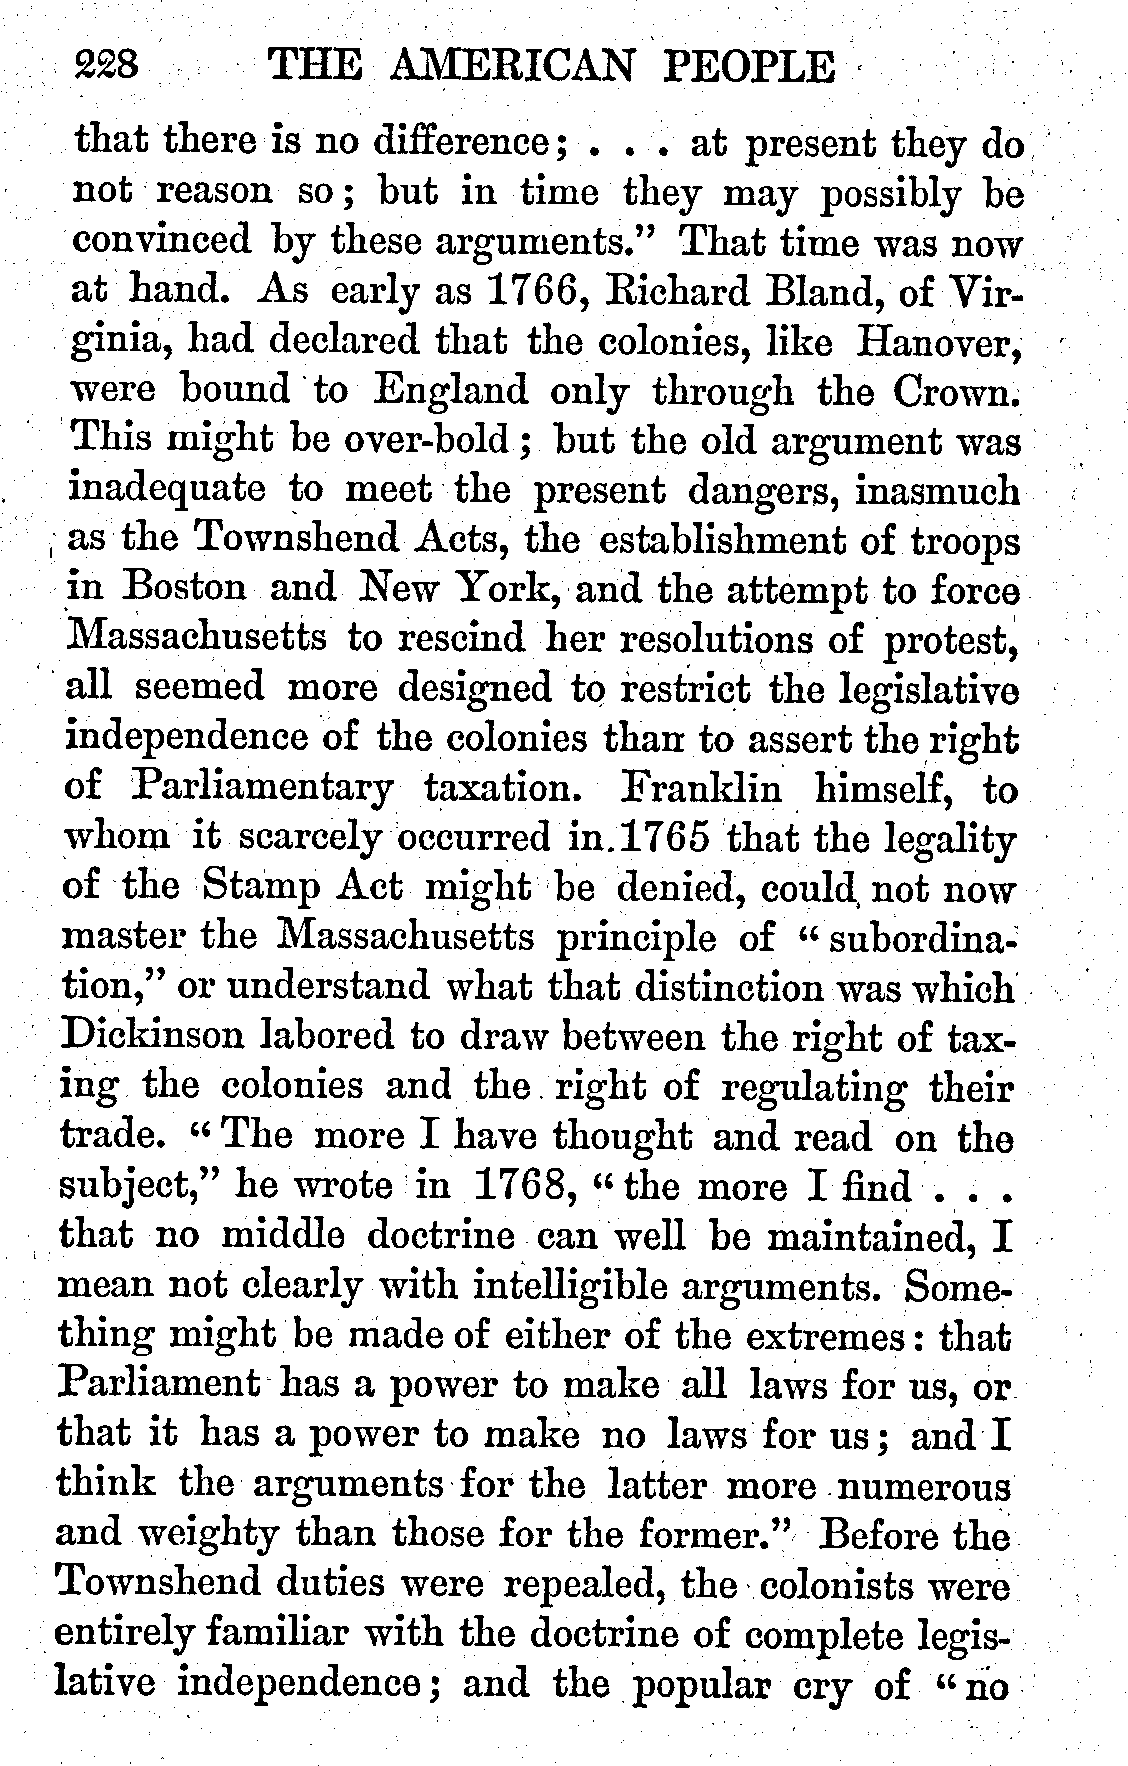 228 THE AMERICAN PEOPLE
that there is no difference; . . . at present they do
not reason so; but in time they may possibly be
convinced by these arguments." That time was now
at hand. As early as 1766, Richard Bland, of Vir-
ginia, had declared that the colonies, like Hanover,
were bound to England only through the Crown.
This might be over-bold; but the old argument was
inadequate to meet the present dangers, inasmuch
as the Townshend Acts, the establishment of troops
in Boston and New York, and the attempt to force
Massachusetts to rescind her resolutions of protest,
all seemed more designed to restrict the legislative
independence of the colonies than to assert the right
of Parliamentary taxation. Franklin himself, to
whom it scarcely occurred in 1765 that the legality
of the Stamp Act might be denied, could not now
master the Massachusetts principle of "subordina-
tion," or understand what that distinction was which
Dickinson labored to draw between the right of tax-
ing the colonies and the right of regulating their
trade. "The more I have thought and read on the
subject," he wrote in 1768, "the more I find . . .
that no middle doctrine can well be maintained, I
mean not clearly with intelligible arguments. Some-
thing might be made of either of the extremes: that
Parliament has a power to make all laws for us, or
that it has a power to make no laws for us; and I
think the arguments for the latter more numerous
and weighty than those for the former." Before the
Townshend duties were repealed, the colonists were
entirely familiar with the doctrine of complete legis-
lative independence; and the popular cry of "no